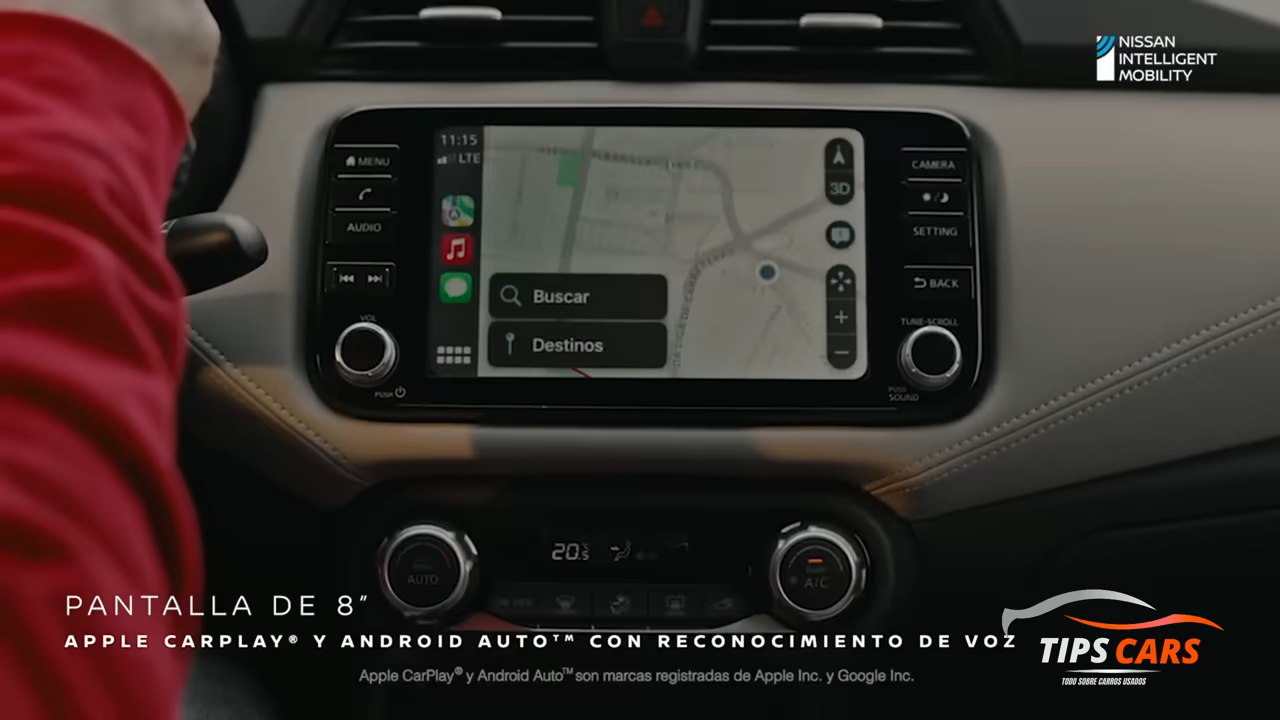 NISSAN
INTELLIGENT
MOBILITY
11:15
LTE
MENU
AUDIO
VOL
PUSH
3D
Buscar
Destinos
CAMERA
SETTING
BACK
TUNE·SCROLL
PUSH
SOUND
20.5
AUTO
A/C
PANTALLA DE 8”
APPLE CARPLAY® Y ANDROID AUTO™ CON RECONOCIMIENTO DE VOZ
Apple CarPlay® y Android Auto™ son marcas registradas de Apple Inc. y Google Inc.
TIPS CARS
TODO SOBRE CARROS USADOS